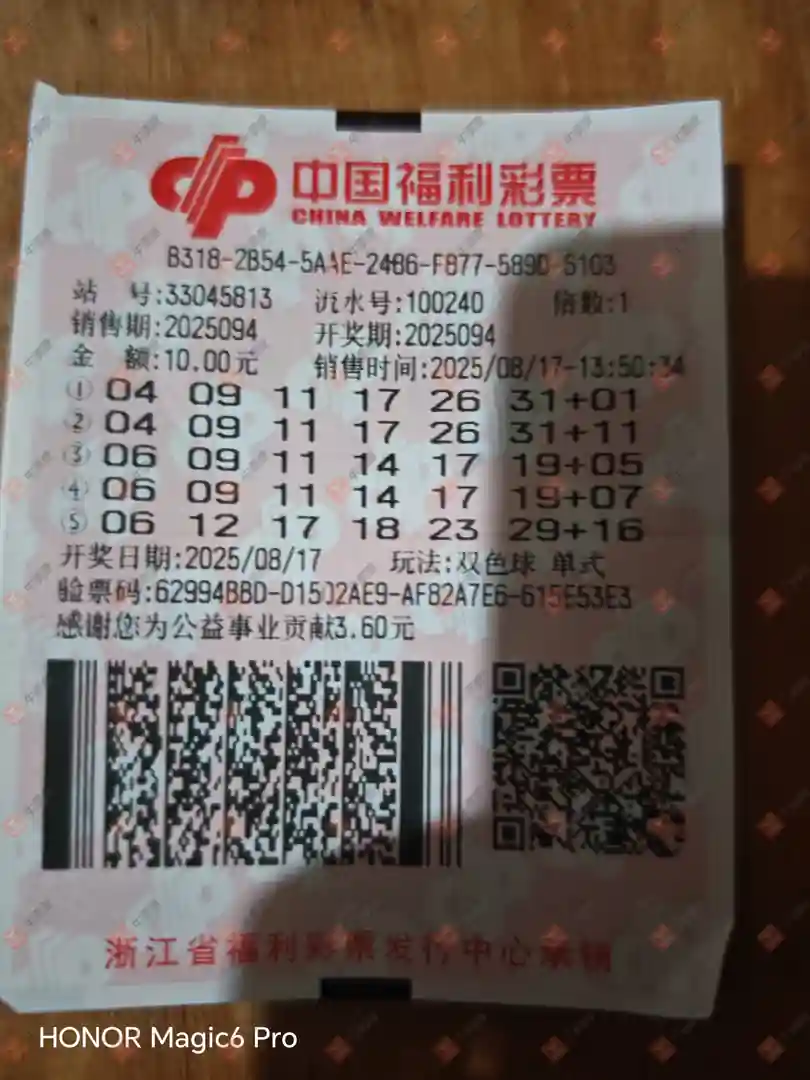 中国福利彩票
CHINA WELFARE LOTTERY
B318-2B54-5AAE-2486-F877-589D-5103
站 号:33045813 流水号:100240 倍数:1
销售期:2025094 开奖期:2025094
金 额:10.00元 销售时间:2025/08/17-13:50:34
① 04 09 11 17 26 31+01
② 04 09 11 17 26 31+11
③ 06 09 11 14 17 19+05
④ 06 09 11 14 17 19+07
⑤ 06 12 17 18 23 29+16
开奖日期:2025/08/17 玩法:双色球 单式
验票码:62994BBD-D1502AE9-AF82A7E6-615E53E3
感谢您为公益事业贡献3.60元
浙江省福利彩票发行中心承销
HONOR Magic6 Pro